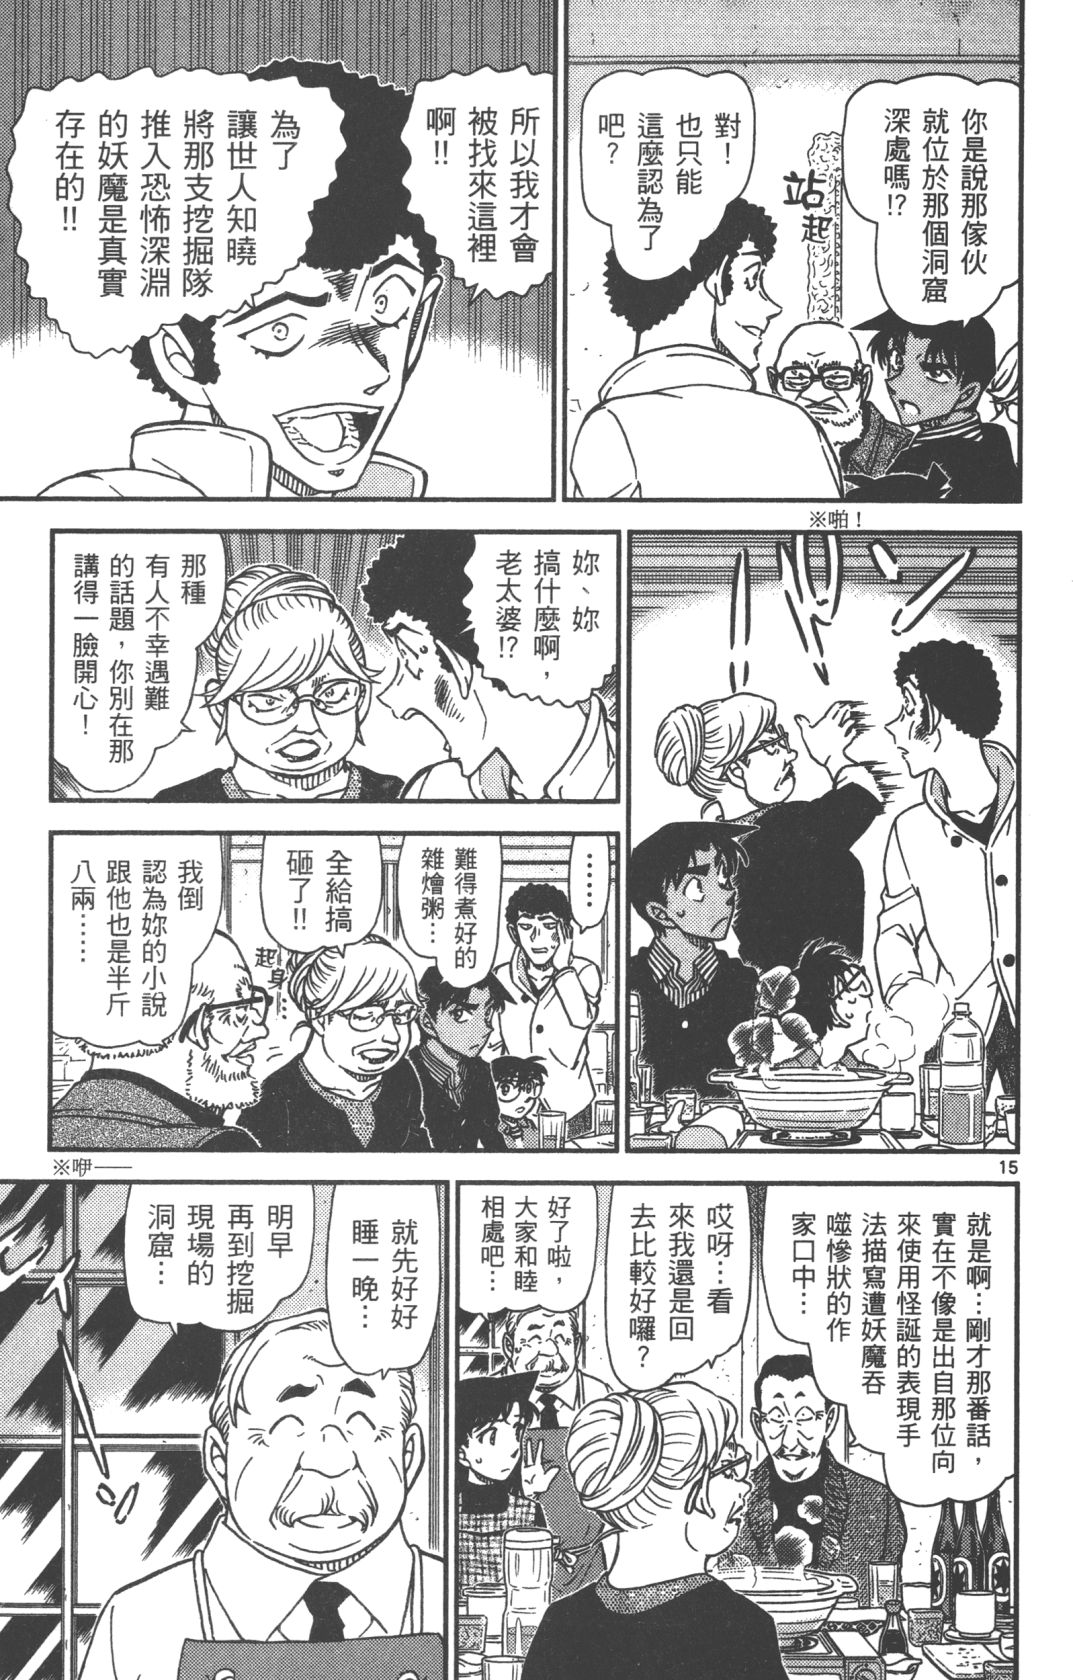 你是說那傢伙
就位於那個洞窟
深處嗎!?
站起
對！
也只能
這麼認為了
吧？
所以我才會
被找來這裡
啊!!
為了
讓世人知曉
將那支挖掘隊
推入恐怖深淵
的妖魔是真實
存在的!!
※啪！
妳、妳
搞什麼啊，
老太婆!?
那種
有人不幸遇難
的話題，你別在那
講得一臉開心！
……
難得煮好的
雜燴粥…
全給搞
砸了!!
起身…
我倒
認為妳的小說
跟他也是半斤
八兩……
※咿——
15
就是啊…剛才那番話，
實在不像是出自那位向
來使用怪誕的表現手
法描寫遭妖魔吞
噬慘狀的作
家口中…
哎呀…看
來我還是回
去比較好囉？
好了啦，
大家和睦
相處吧…
就先好好
睡一晚…
明早
再到挖掘
現場的
洞窟…